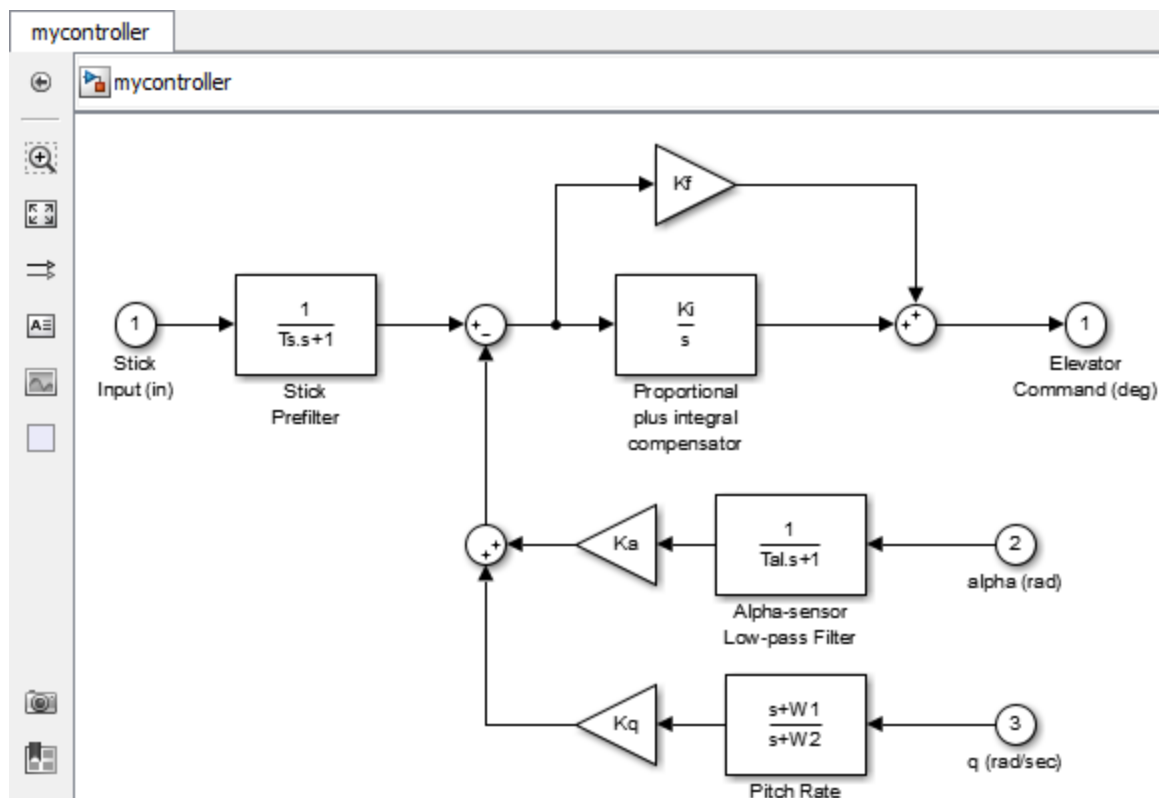 mycontroller
mycontroller
Kf
1
Stick
Input (in)
1
Ts.s+1
Stick
Prefilter
+
-
Ki
s
Proportional
plus integral
compensator
+
+
1
Elevator
Command (deg)
+
+
Ka
1
Tal.s+1
Alpha-sensor
Low-pass Filter
2
alpha (rad)
Kq
s+W1
s+W2
Pitch Rate
3
q (rad/sec)